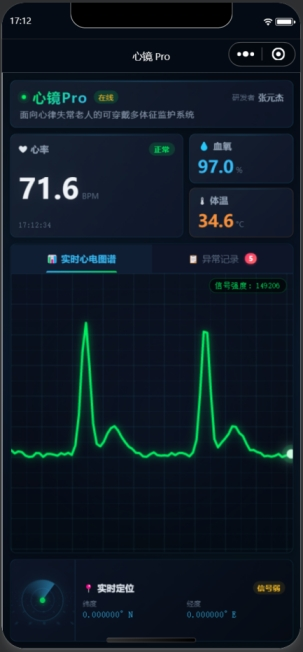 17:12
心镜 Pro
心镜Pro 在线 研发者 张元杰
面向心律失常老人的可穿戴多体征监护系统
心率 正常
71.6 BPM
17:12:34
血氧
97.0 %
体温
34.6 °C
实时心电图谱
异常记录 5
信号强度: 149206
实时定位 信号弱
纬度 经度
0.000000° N 0.000000° E